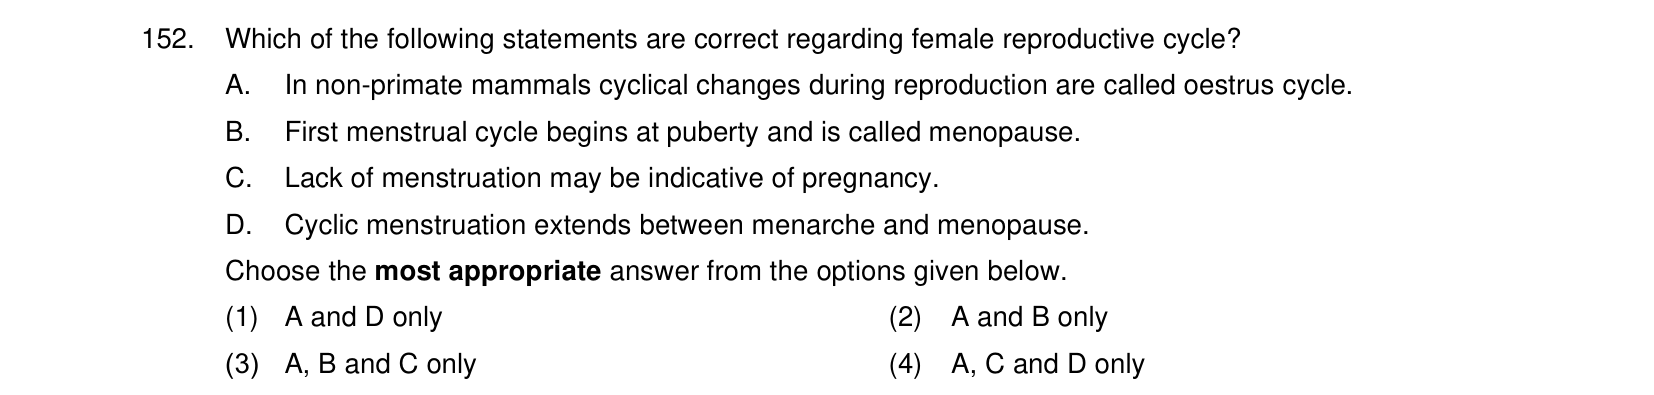 152. Which of the following statements are correct regarding female reproductive cycle?
A. In non-primate mammals cyclical changes during reproduction are called oestrus cycle.
B. First menstrual cycle begins at puberty and is called menopause.
C. Lack of menstruation may be indicative of pregnancy.
D. Cyclic menstruation extends between menarche and menopause.
Choose the most appropriate answer from the options given below.
(1) A and D only (2) A and B only
(3) A, B and C only (4) A, C and D only